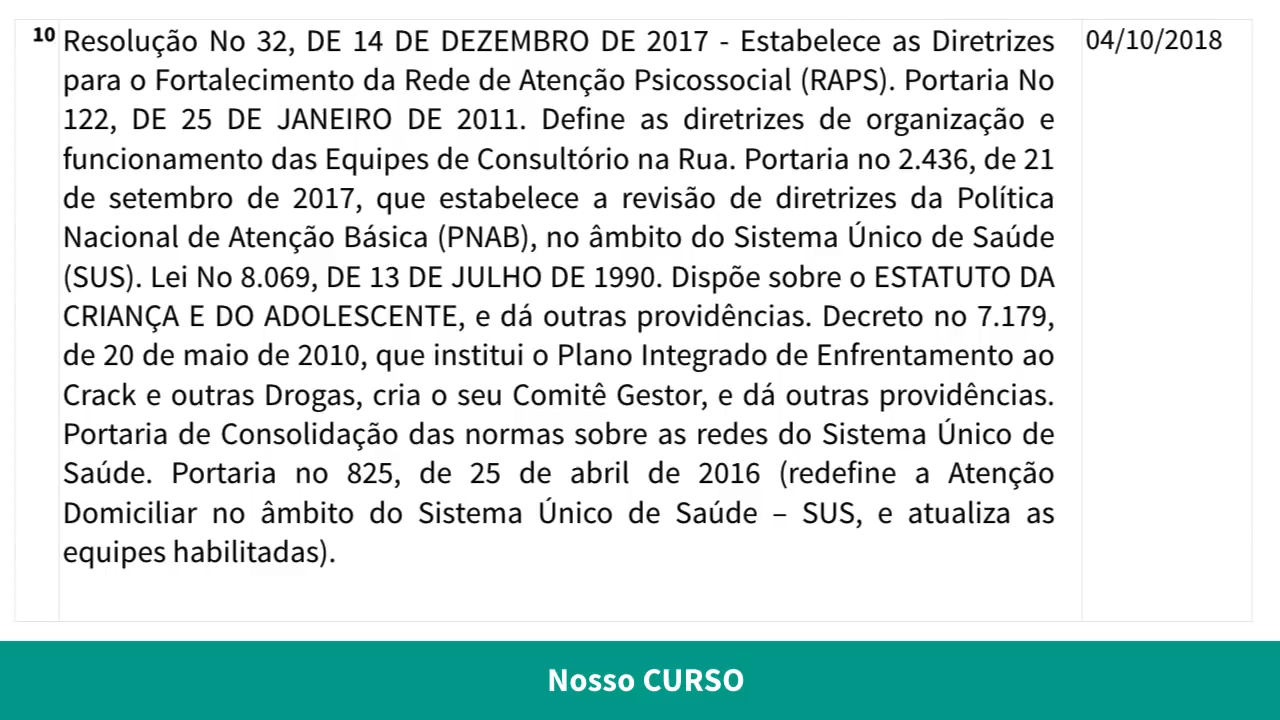 10
Resolução No 32, DE 14 DE DEZEMBRO DE 2017 - Estabelece as Diretrizes
para o Fortalecimento da Rede de Atenção Psicossocial (RAPS). Portaria No
122, DE 25 DE JANEIRO DE 2011. Define as diretrizes de organização e
funcionamento das Equipes de Consultório na Rua. Portaria no 2.436, de 21
de setembro de 2017, que estabelece a revisão de diretrizes da Política
Nacional de Atenção Básica (PNAB), no âmbito do Sistema Único de Saúde
(SUS). Lei No 8.069, DE 13 DE JULHO DE 1990. Dispõe sobre o ESTATUTO DA
CRIANÇA E DO ADOLESCENTE, e dá outras providências. Decreto no 7.179,
de 20 de maio de 2010, que institui o Plano Integrado de Enfrentamento ao
Crack e outras Drogas, cria o seu Comitê Gestor, e dá outras providências.
Portaria de Consolidação das normas sobre as redes do Sistema Único de
Saúde. Portaria no 825, de 25 de abril de 2016 (redefine a Atenção
Domiciliar no âmbito do Sistema Único de Saúde – SUS, e atualiza as
equipes habilitadas).
04/10/2018
Nosso CURSO